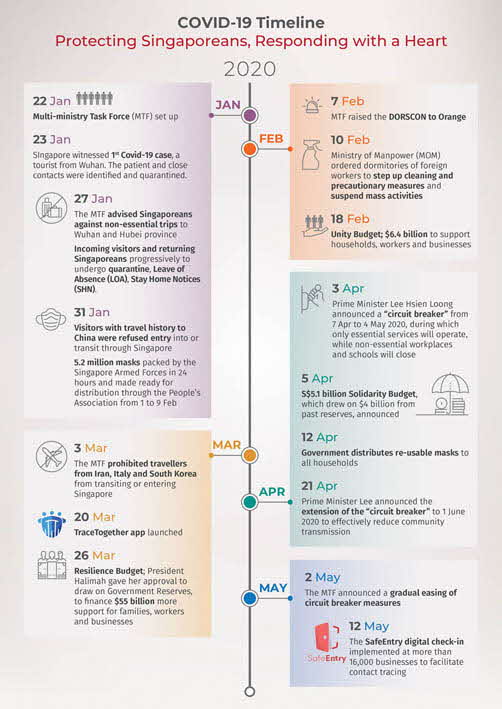 COVID-19 Timeline
Protecting Singaporeans, Responding with a Heart
2020
JAN
22 Jan
Multi-ministry Task Force (MTF) set up
23 Jan
Singapore witnessed 1st Covid-19 case, a
tourist from Wuhan. The patient and close
contacts were identified and quarantined.
27 Jan
The MTF advised Singaporeans
against non-essential trips to
Wuhan and Hubei province
Incoming visitors and returning
Singaporeans progressively to
undergo quarantine, Leave of
Absence (LOA), Stay Home Notices
(SHN).
31 Jan
Visitors with travel history to
China were refused entry into or
transit through Singapore
5.2 million masks packed by the
Singapore Armed Forces in 24
hours and made ready for
distribution through the People's
Association from 1 to 9 Feb
FEB
7 Feb
MTF raised the DORSCON to Orange
10 Feb
Ministry of Manpower (MOM)
ordered dormitories of foreign
workers to step up cleaning and
precautionary measures and
suspend mass activities
18 Feb
Unity Budget; $6.4 billion to support
households, workers and businesses
MAR
3 Mar
The MTF prohibited travellers
from Iran, Italy and South Korea
from transiting or entering
Singapore
20 Mar
TraceTogether app launched
26 Mar
Resilience Budget; President
Halimah gave her approval to
draw on Government Reserves,
to finance $55 billion more
support for families, workers
and businesses
APR
3 Apr
Prime Minister Lee Hsien Loong
announced a "circuit breaker" from
7 Apr to 4 May 2020, during which
only essential services will operate,
while non-essential workplaces
and schools will close
5 Apr
S$5.1 billion Solidarity Budget,
which drew on $4 billion from
past reserves, announced
12 Apr
Government distributes re-usable masks to
all households
21 Apr
Prime Minister Lee announced the
extension of the "circuit breaker" to 1 June
2020 to effectively reduce community
transmission
MAY
2 May
The MTF announced a gradual easing of
circuit breaker measures
12 May
The SafeEntry digital check-in
implemented at more than
16,000 businesses to facilitate
contact tracing
SafeEntry